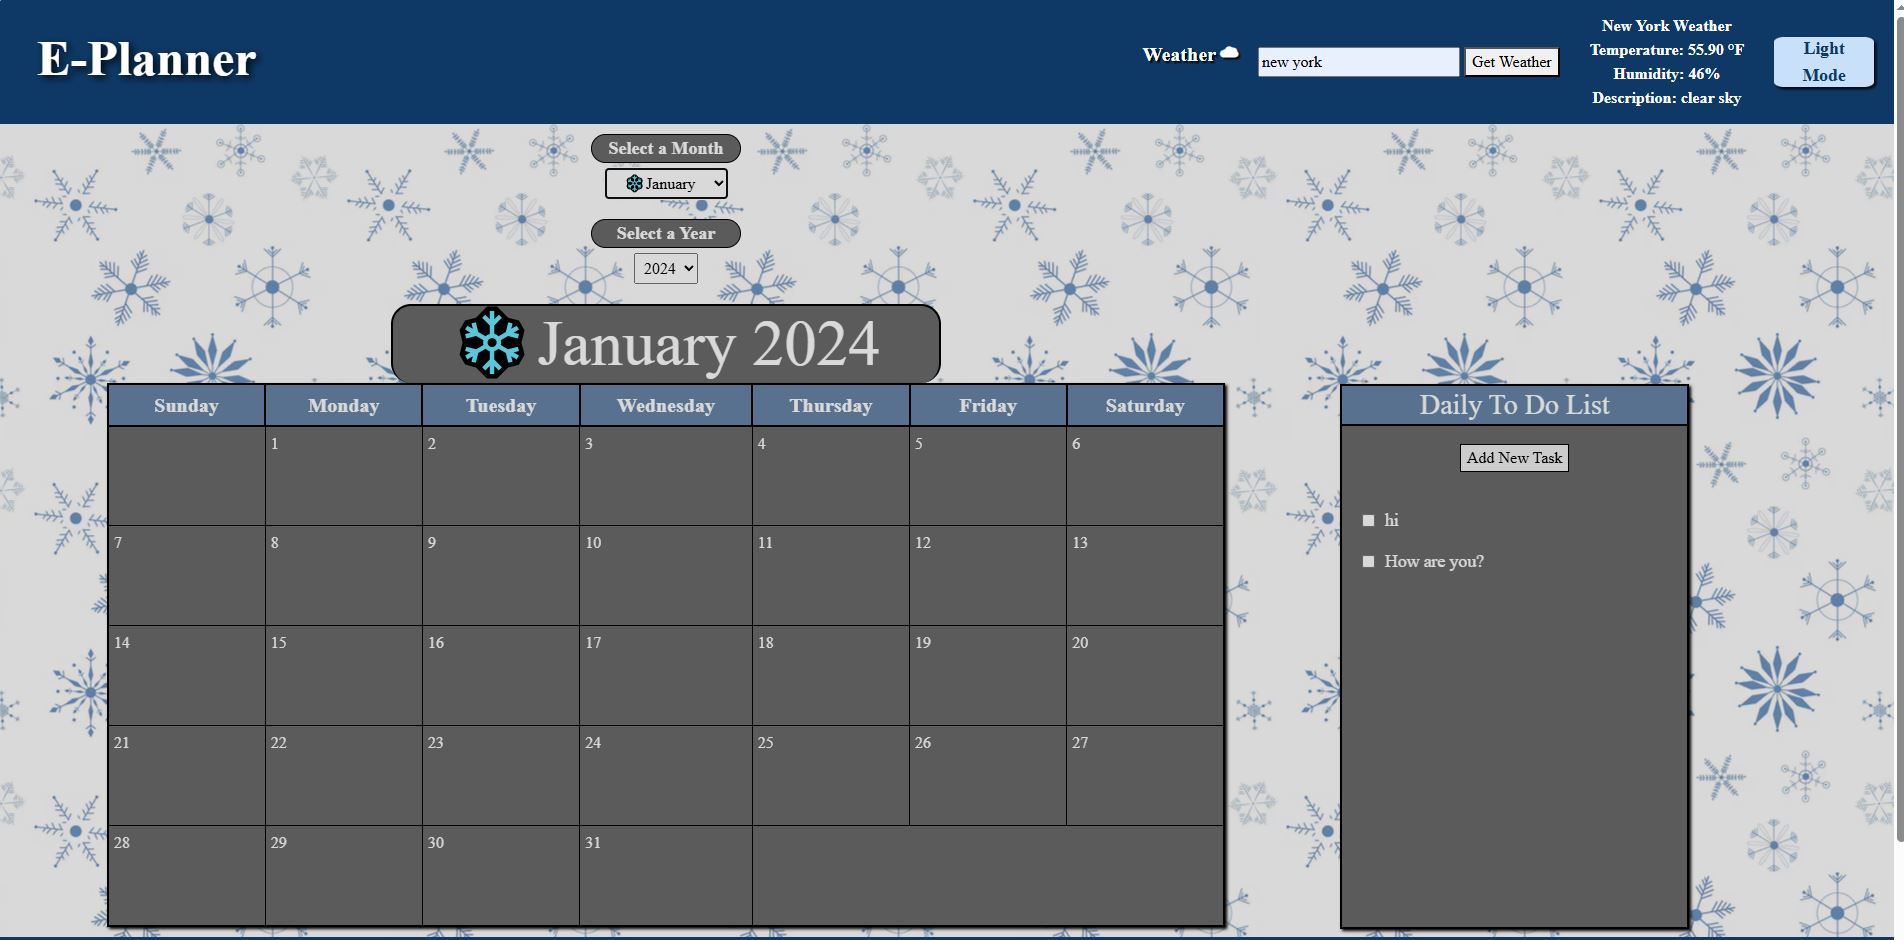 E-Planner
Weather
new york
Get Weather
New York Weather
Temperature: 55.90 °F
Humidity: 46%
Description: clear sky
Light
Mode
Select a Month
January
Select a Year
2024
January 2024
Sunday Monday Tuesday Wednesday Thursday Friday Saturday
1 2 3 4 5 6
7 8 9 10 11 12 13
14 15 16 17 18 19 20
21 22 23 24 25 26 27
28 29 30 31
Daily To Do List
Add New Task
hi
How are you?